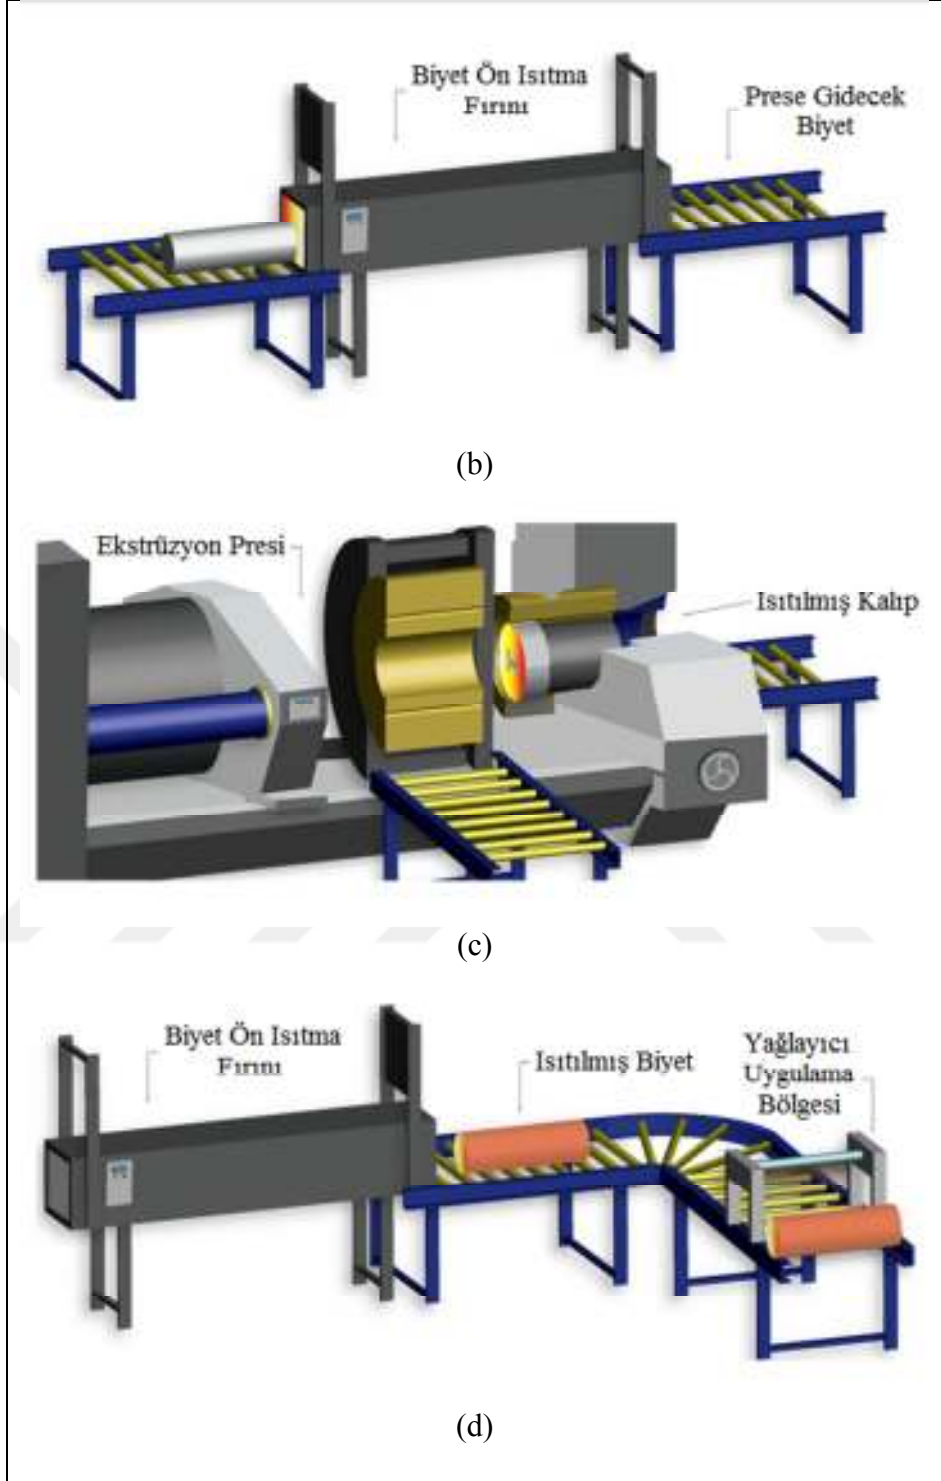 Biyet Ön Isıtma
Fırını
Prese Gidecek
Biyet
(b)
Ekstrüzyon Presi
Isıtılmış Kalıp
(c)
Biyet Ön Isıtma
Fırını
Isıtılmış Biyet
Yağlayıcı
Uygulama
Bölgesi
(d)